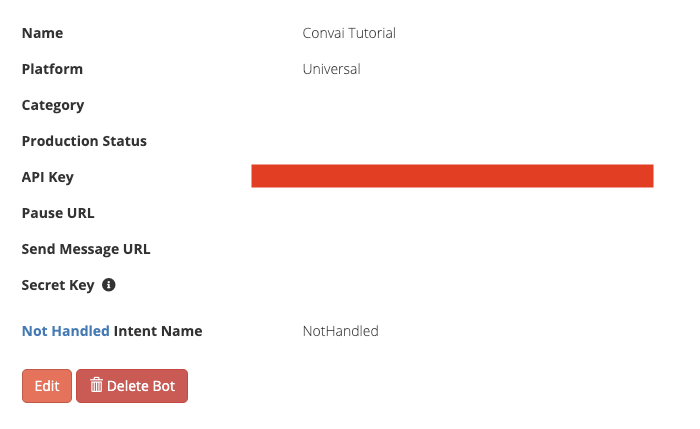 Name Convai Tutorial
Platform Universal
Category
Production Status
API Key
Pause URL
Send Message URL
Secret Key
Not Handled Intent Name NotHandled
Edit Delete Bot